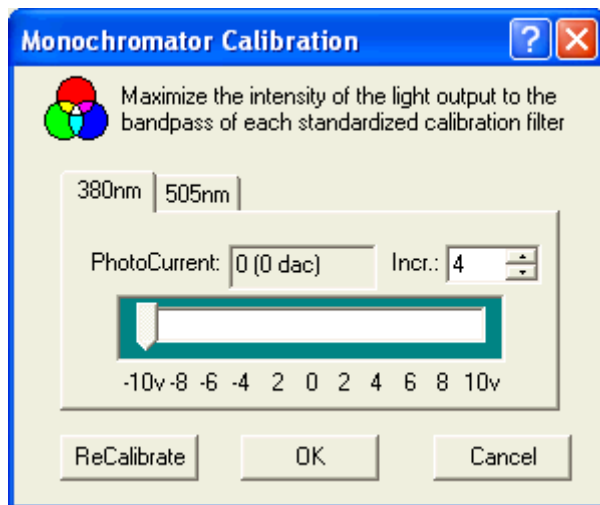 Monochromator Calibration
Maximize the intensity of the light output to the
bandpass of each standardized calibration filter
380nm 505nm
PhotoCurrent: 0 (0 dac) Incr.: 4
-10v -8 -6 -4 2 0 2 4 6 8 10v
ReCalibrate OK Cancel